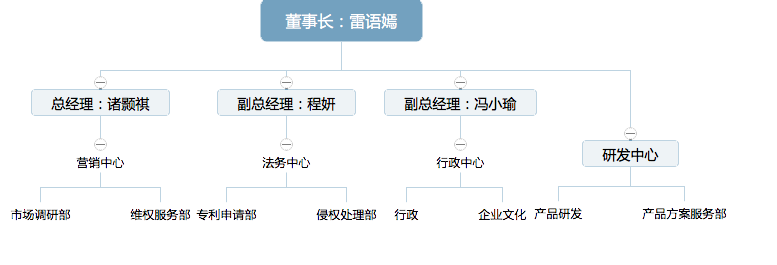 董事长：雷语嫣
总经理：诸颢祺
副总经理：程妍
副总经理：冯小瑜
研发中心
营销中心
法务中心
行政中心
市场调研部
维权服务部
专利申请部
侵权处理部
行政
企业文化
产品研发
产品方案服务部